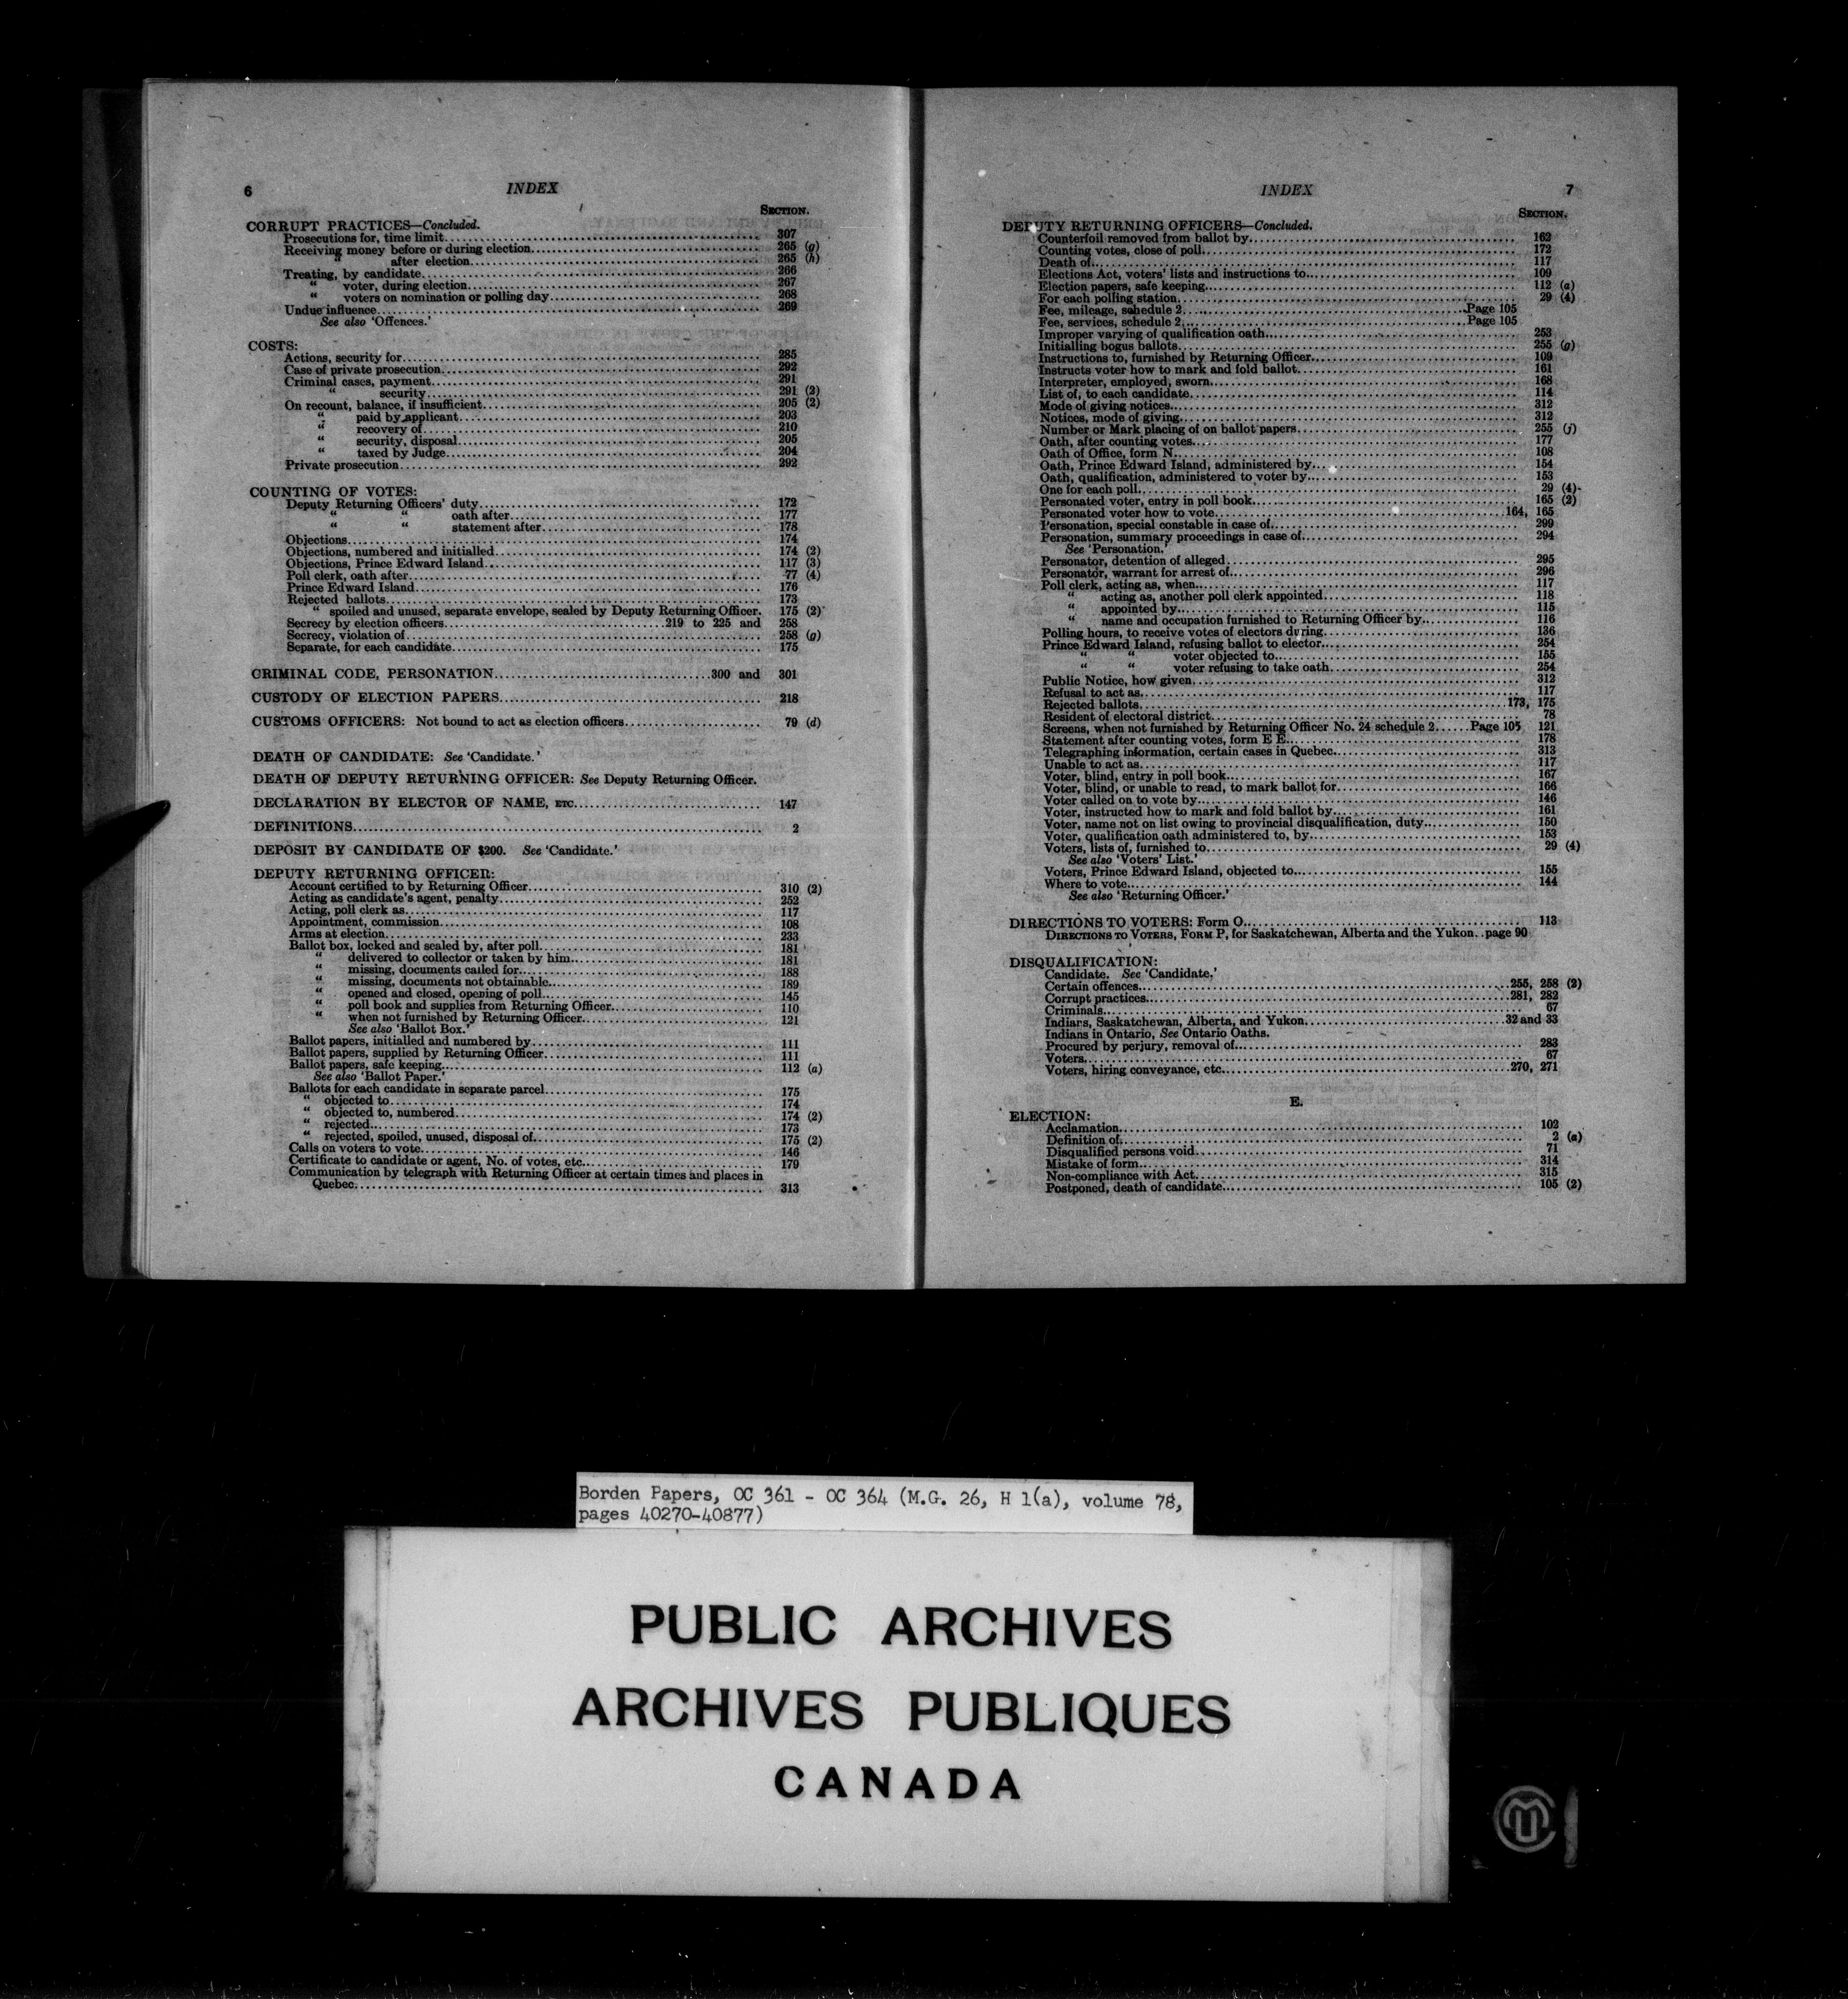 6
INDEX
SECTION.
CORRUPT PRACTICES—Concluded.
Prosecutions for, time limit 307
Receiving money before or during election 265 (g)
" after election 265 (h)
Treating, by candidate 266
" voter, during election 267
" voters on nomination or polling day 268
Undue influence 269
See also 'Offences.'
COSTS:
Actions, security for 285
Case of private prosecution 292
Criminal cases, payment 291
" security 291 (2)
On recount, balance, if insufficient 205 (2)
" paid by applicant 203
" recovery of 210
" security, disposal 205
" taxed by Judge 204
Private prosecution 292
COUNTING OF VOTES:
Deputy Returning Officers' duty 172
" " oath after 177
" " statement after 178
Objections 174
Objections, numbered and initialled 174 (2)
Objections, Prince Edward Island 117 (3)
Poll clerk, oath after 77 (4)
Prince Edward Island 176
Rejected ballots 173
" spoiled and unused, separate envelope, sealed by Deputy Returning Officer. 175 (2)
Secrecy by election officers 219 to 225 and 258
Secrecy, violation of 258 (g)
Separate, for each candidate 175
CRIMINAL CODE, PERSONATION 300 and 301
CUSTODY OF ELECTION PAPERS 218
CUSTOMS OFFICERS: Not bound to act as election officers 79 (d)
DEATH OF CANDIDATE: See 'Candidate.'
DEATH OF DEPUTY RETURNING OFFICER: See Deputy Returning Officer.
DECLARATION BY ELECTOR OF NAME, ETC. 147
DEFINITIONS 2
DEPOSIT BY CANDIDATE OF $200. See 'Candidate.'
DEPUTY RETURNING OFFICER:
Account certified to by Returning Officer 310 (2)
Acting as candidate's agent, penalty 252
Acting, poll clerk as 117
Appointment, commission 108
Arms at election 233
Ballot box, locked and sealed by, after poll 181
" delivered to collector or taken by him 181
" missing, documents called for 188
" missing, documents not obtainable 189
" opened and closed, opening of poll 145
" poll book and supplies from Returning Officer 110
" when not furnished by Returning Officer 121
See also 'Ballot Box.'
Ballot papers, initialled and numbered by 111
Ballot papers, supplied by Returning Officer 111
Ballot papers, safe keeping 112 (a)
See also 'Ballot Paper.'
Ballots for each candidate in separate parcel 175
" objected to 174
" objected to, numbered 174 (2)
" rejected 173
" rejected, spoiled, unused, disposal of 175 (2)
Calls on voters to vote 146
Certificate to candidate or agent, No. of votes, etc. 179
Communication by telegraph with Returning Officer at certain times and places in
Quebec 313
INDEX
7
SECTION.
DEPUTY RETURNING OFFICERS—Concluded.
Counterfoil removed from ballot by 162
Counting votes, close of poll 172
Death of 117
Elections Act, voters' lists and instructions to 109
Election papers, safe keeping 112 (a)
For each polling station 29 (4)
Fee, mileage, schedule 2 Page 105
Fee, services, schedule 2 Page 105
Improper varying of qualification oath 253
Initialling bogus ballots 255 (g)
Instructions to, furnished by Returning Officer 109
Instructs voter how to mark and fold ballot 161
Interpreter, employed, sworn 168
List of, to each candidate 114
Mode of giving notices 312
Notices, mode of giving 312
Number or Mark placing of on ballot papers 255 (j)
Oath, after counting votes 177
Oath of Office, form N 108
Oath, Prince Edward Island, administered by 154
Oath, qualification, administered to voter by 153
One for each poll 29 (4)
Personated voter, entry in poll book 165 (2)
Personated voter how to vote 164, 165
Personation, special constable in case of 299
Personation, summary proceedings in case of 294
See 'Personation.'
Personator, detention of alleged 295
Personator, warrant for arrest of 296
Poll clerk, acting as, when 117
" acting as, another poll clerk appointed 118
" appointed by 115
" name and occupation furnished to Returning Officer by 116
Polling hours, to receive votes of electors during 136
Prince Edward Island, refusing ballot to elector 254
" " voter objected to 155
" " voter refusing to take oath 254
Public Notice, how given 312
Refusal to act as 117
Rejected ballots 173, 175
Resident of electoral district 78
Screens, when not furnished by Returning Officer No. 24 schedule 2 Page 105 121
Statement after counting votes, form E E 178
Telegraphing information, certain cases in Quebec 313
Unable to act as 117
Voter, blind, entry in poll book 167
Voter, blind, or unable to read, to mark ballot for 166
Voter called on to vote by 146
Voter, instructed how to mark and fold ballot by 161
Voter, name not on list owing to provincial disqualification, duty 150
Voter, qualification oath administered to, by 153
Voters, lists of, furnished to 29 (4)
See also 'Voters' List.'
Voters, Prince Edward Island, objected to 155
Where to vote 144
See also 'Returning Officer.'
DIRECTIONS TO VOTERS: Form O 113
DIRECTIONS TO VOTERS, FORM P, for Saskatchewan, Alberta and the Yukon..page 90
DISQUALIFICATION:
Candidate. See 'Candidate.'
Certain offences 255, 258 (2)
Corrupt practices 281, 282
Criminals 67
Indians, Saskatchewan, Alberta, and Yukon 32 and 33
Indians in Ontario, See Ontario Oaths.
Procured by perjury, removal of 283
Voters 67
Voters, hiring conveyance, etc. 270, 271
E.
ELECTION:
Acclamation 102
Definition of 2 (a)
Disqualified persons void 71
Mistake of form 314
Non-compliance with Act 315
Postponed, death of candidate 105 (2)
Borden Papers, OC 361 - OC 364 (M.G. 26, H 1(a), volume 78,
pages 40270-40877)
PUBLIC ARCHIVES
ARCHIVES PUBLIQUES
CANADA